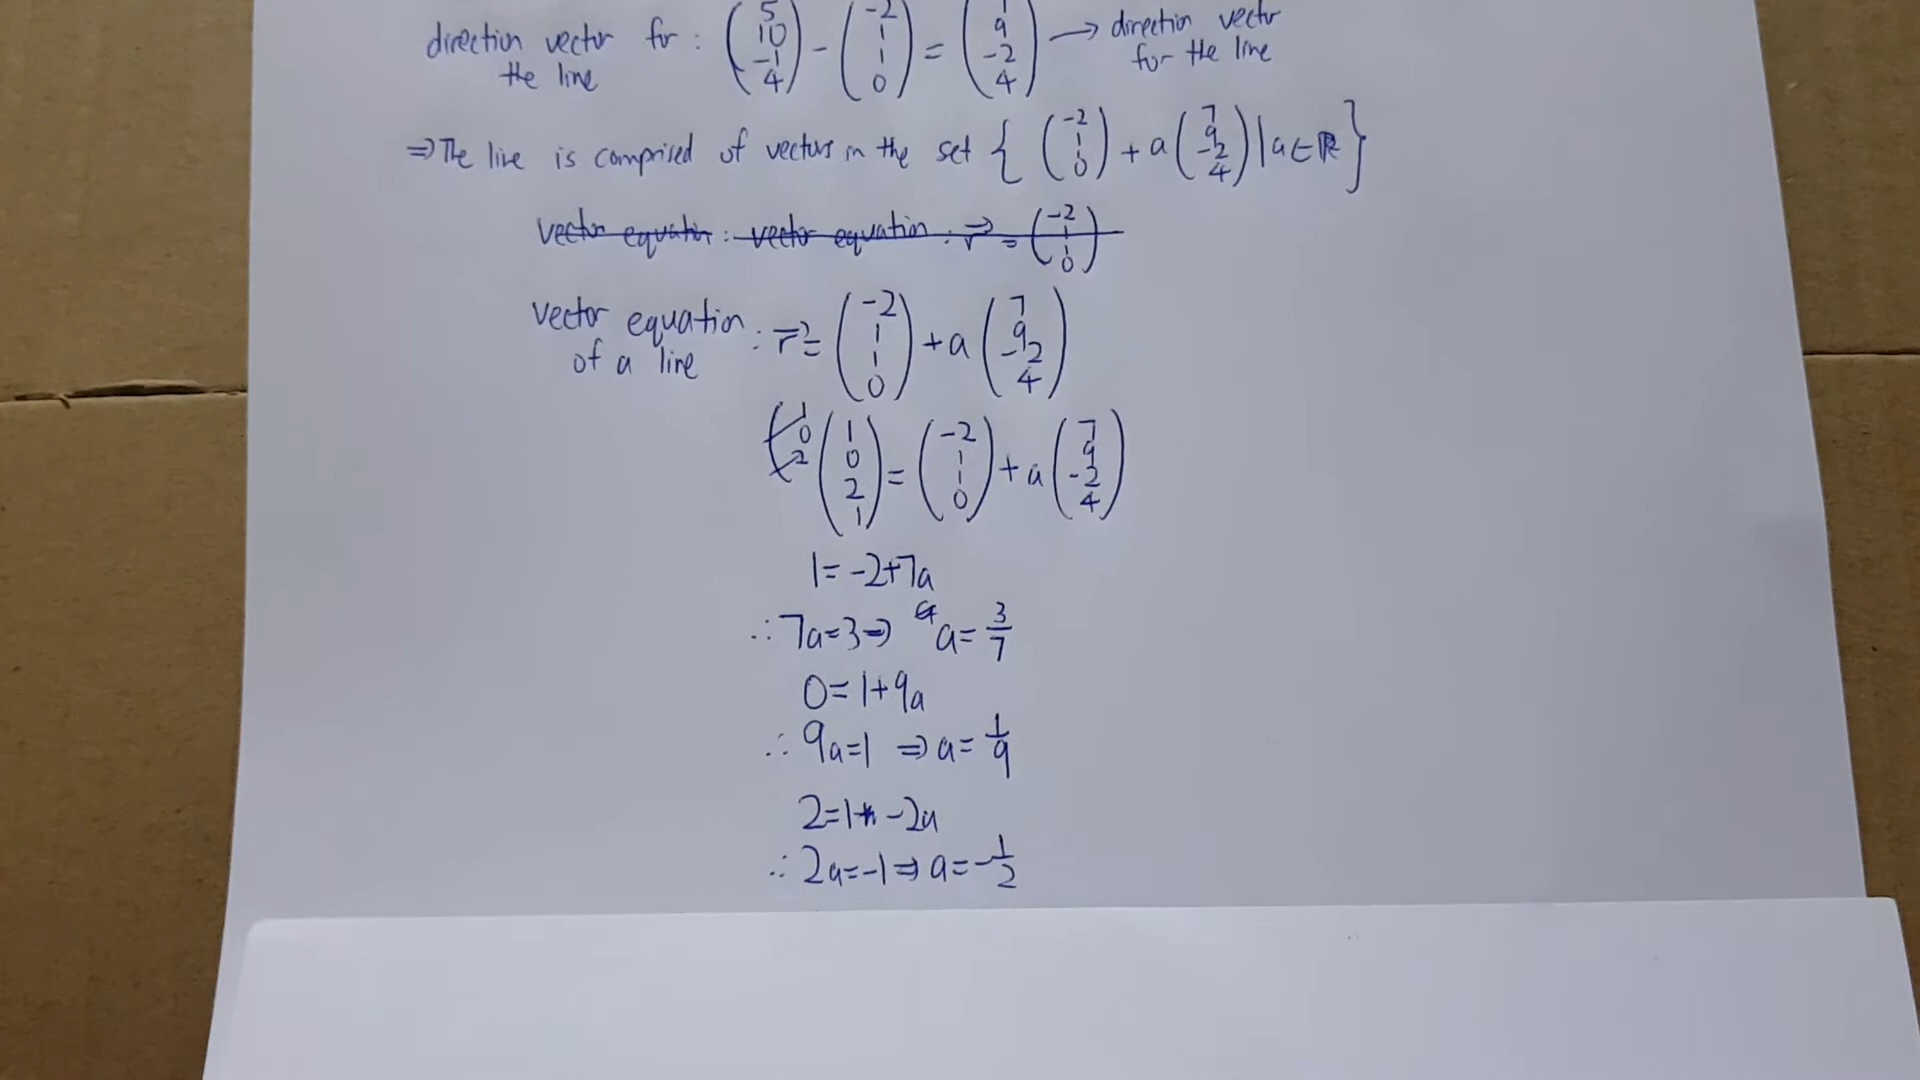 direction vector for the line : (5 10 -1 4) - (-2 1 1 0) = (7 9 -2 4) → direction vector for the line
⇒ The line is comprised of vectors in the set { (-2 1 1 0) + a (7 9 -2 4) | a ∈ ℝ }
vector equation : vector equation : r⃗ = (-2 1 1 0)
vector equation of a line : r⃗ = (-2 1 1 0) + a (7 9 -2 4)
(1 0 2 (1 0 2 1) = (-2 1 1 0) + a (7 9 -2 4)
1 = -2+7a
∴ 7a=3 ⇒ a = 3/7
0 = 1+9a
∴ 9a=1 ⇒ a = 1/9
2 = 1+ -2a
∴ 2a=-1 ⇒ a = -1/2